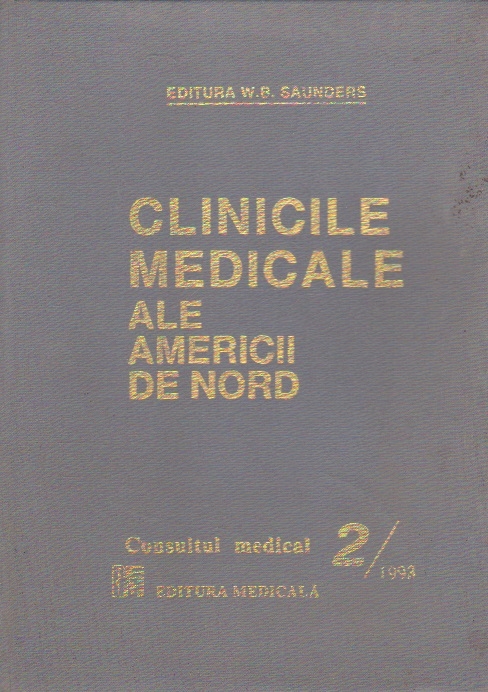 EDITURA W.B. SAUNDERS
CLINICILE
MEDICALE
ALE
AMERICII
DE NORD
Consultul medical 2/1993
EDITURA MEDICALĂ